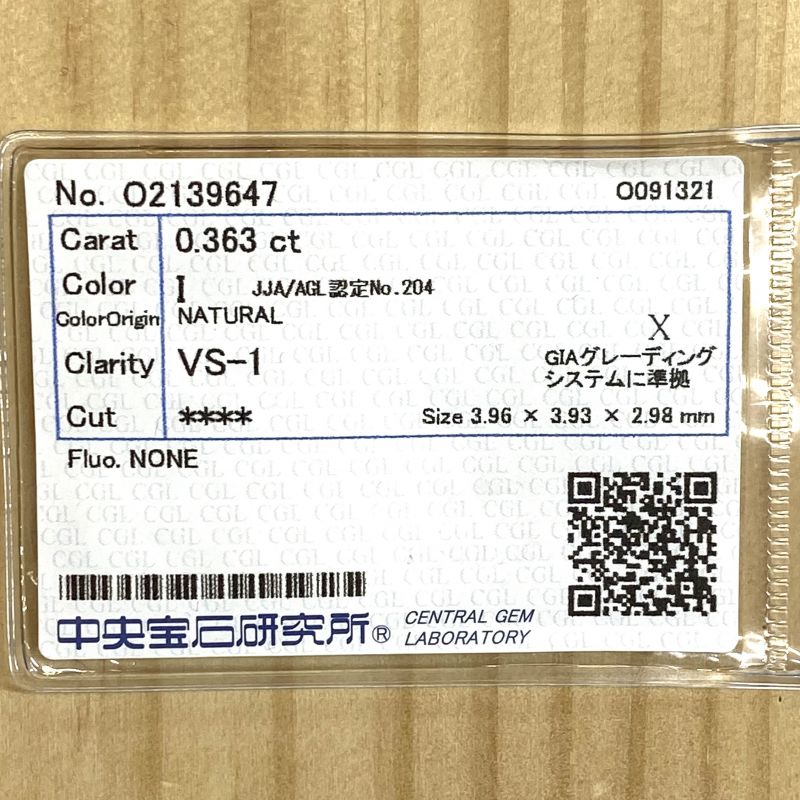 No. O2139647 O091321
Carat 0.363 ct
Color I JJA/AGL認定No.204
ColorOrigin NATURAL
X
Clarity VS-1 GIAグレーディング
システムに準拠
Cut **** Size 3.96 × 3.93 × 2.98 mm
Fluo. NONE
中央宝石研究所® CENTRAL GEM
LABORATORY